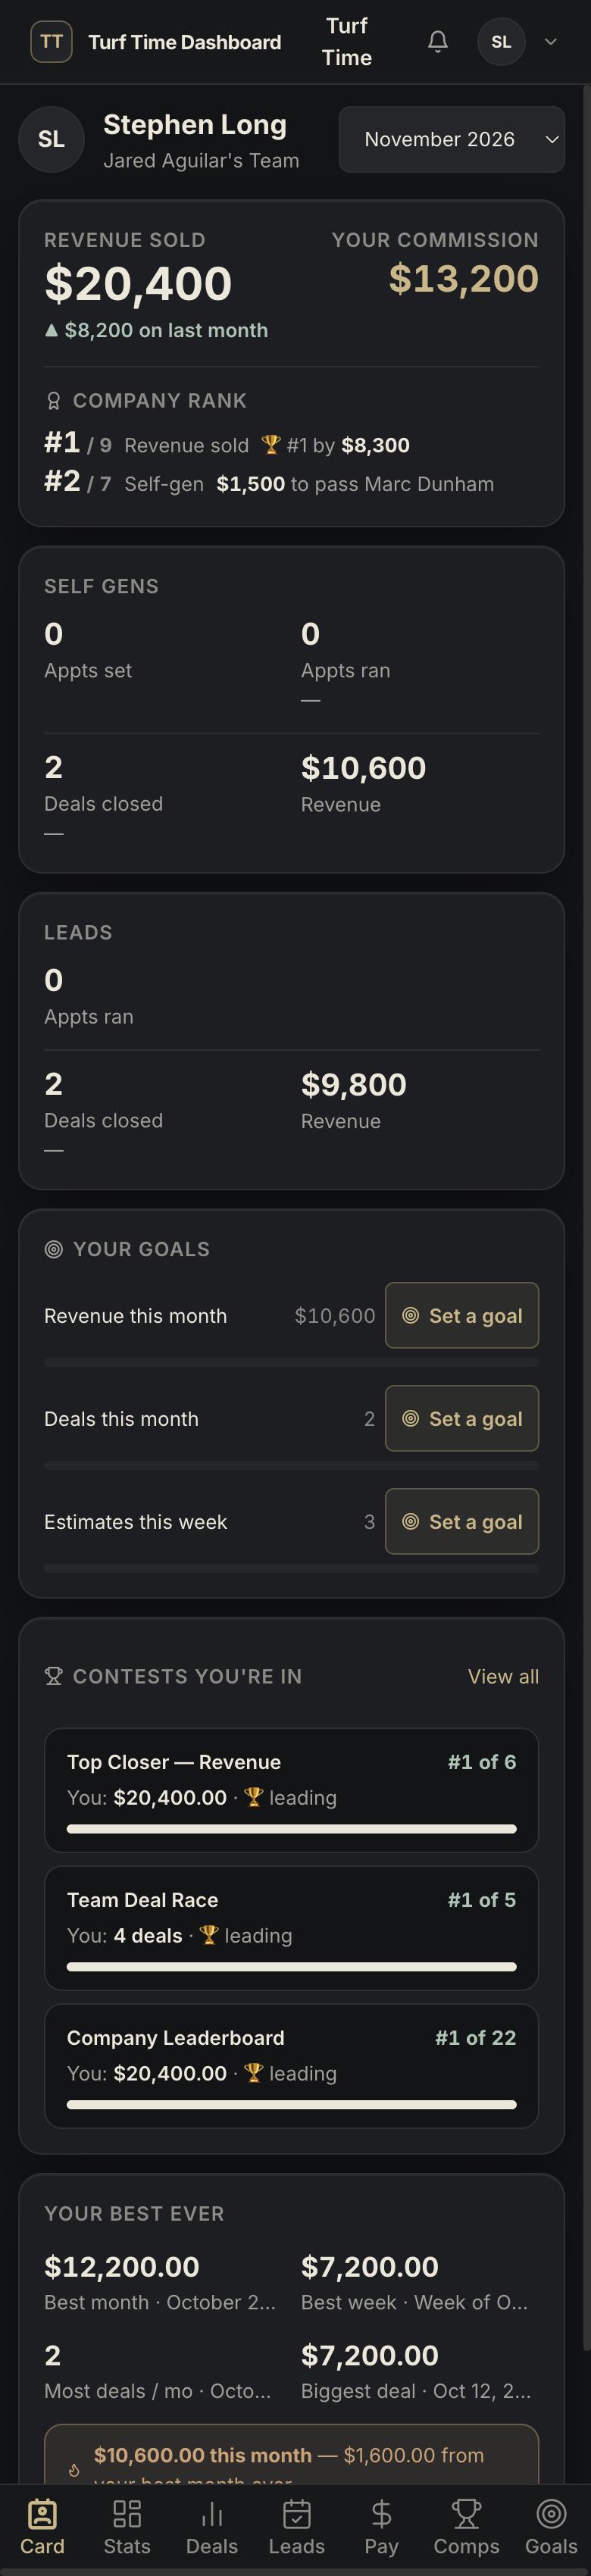 TT Turf Time Dashboard Turf Time SL
SL Stephen Long November 2026
Jared Aguilar's Team
REVENUE SOLD YOUR COMMISSION
$20,400 $13,200
▲ $8,200 on last month
COMPANY RANK
#1 / 9 Revenue sold 🏆 #1 by $8,300
#2 / 7 Self-gen $1,500 to pass Marc Dunham
SELF GENS
0 0
Appts set Appts ran
—
2 $10,600
Deals closed Revenue
—
LEADS
0
Appts ran
2 $9,800
Deals closed Revenue
—
YOUR GOALS
Revenue this month $10,600 Set a goal
Deals this month 2 Set a goal
Estimates this week 3 Set a goal
CONTESTS YOU'RE IN View all
Top Closer — Revenue #1 of 6
You: $20,400.00 · 🏆 leading
Team Deal Race #1 of 5
You: 4 deals · 🏆 leading
Company Leaderboard #1 of 22
You: $20,400.00 · 🏆 leading
YOUR BEST EVER
$12,200.00 $7,200.00
Best month · October 2... Best week · Week of O...
2 $7,200.00
Most deals / mo · Octo... Biggest deal · Oct 12, 2...
$10,600.00 this month — $1,600.00 from
your best month ever
Card Stats Deals Leads Pay Comps Goals